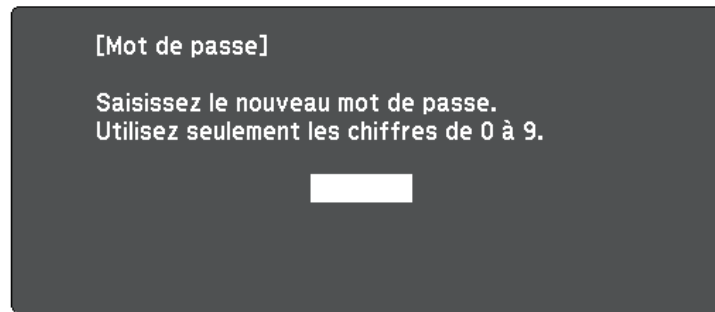 [Mot de passe]
Saisissez le nouveau mot de passe.
Utilisez seulement les chiffres de 0 à 9.